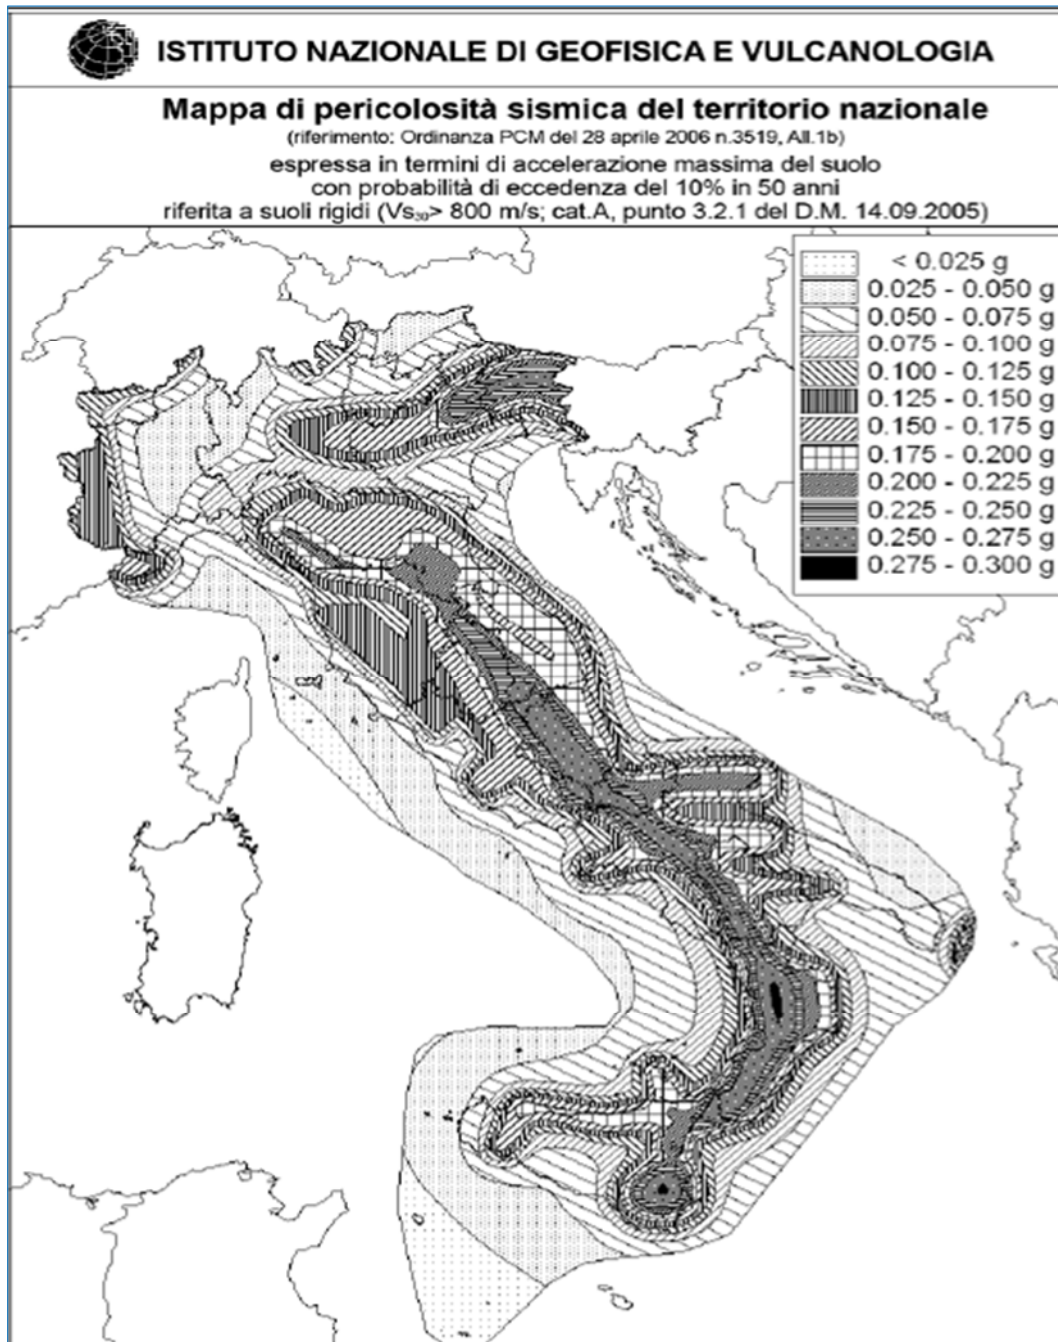 ISTITUTO NAZIONALE DI GEOFISICA E VULCANOLOGIA
Mappa di pericolosità sismica del territorio nazionale
(riferimento: Ordinanza PCM del 28 aprile 2006 n.3519, All.1b)
espressa in termini di accelerazione massima del suolo
con probabilità di eccedenza del 10% in 50 anni
riferita a suoli rigidi (Vs₃₀> 800 m/s; cat.A, punto 3.2.1 del D.M. 14.09.2005)
< 0.025 g
0.025 - 0.050 g
0.050 - 0.075 g
0.075 - 0.100 g
0.100 - 0.125 g
0.125 - 0.150 g
0.150 - 0.175 g
0.175 - 0.200 g
0.200 - 0.225 g
0.225 - 0.250 g
0.250 - 0.275 g
0.275 - 0.300 g